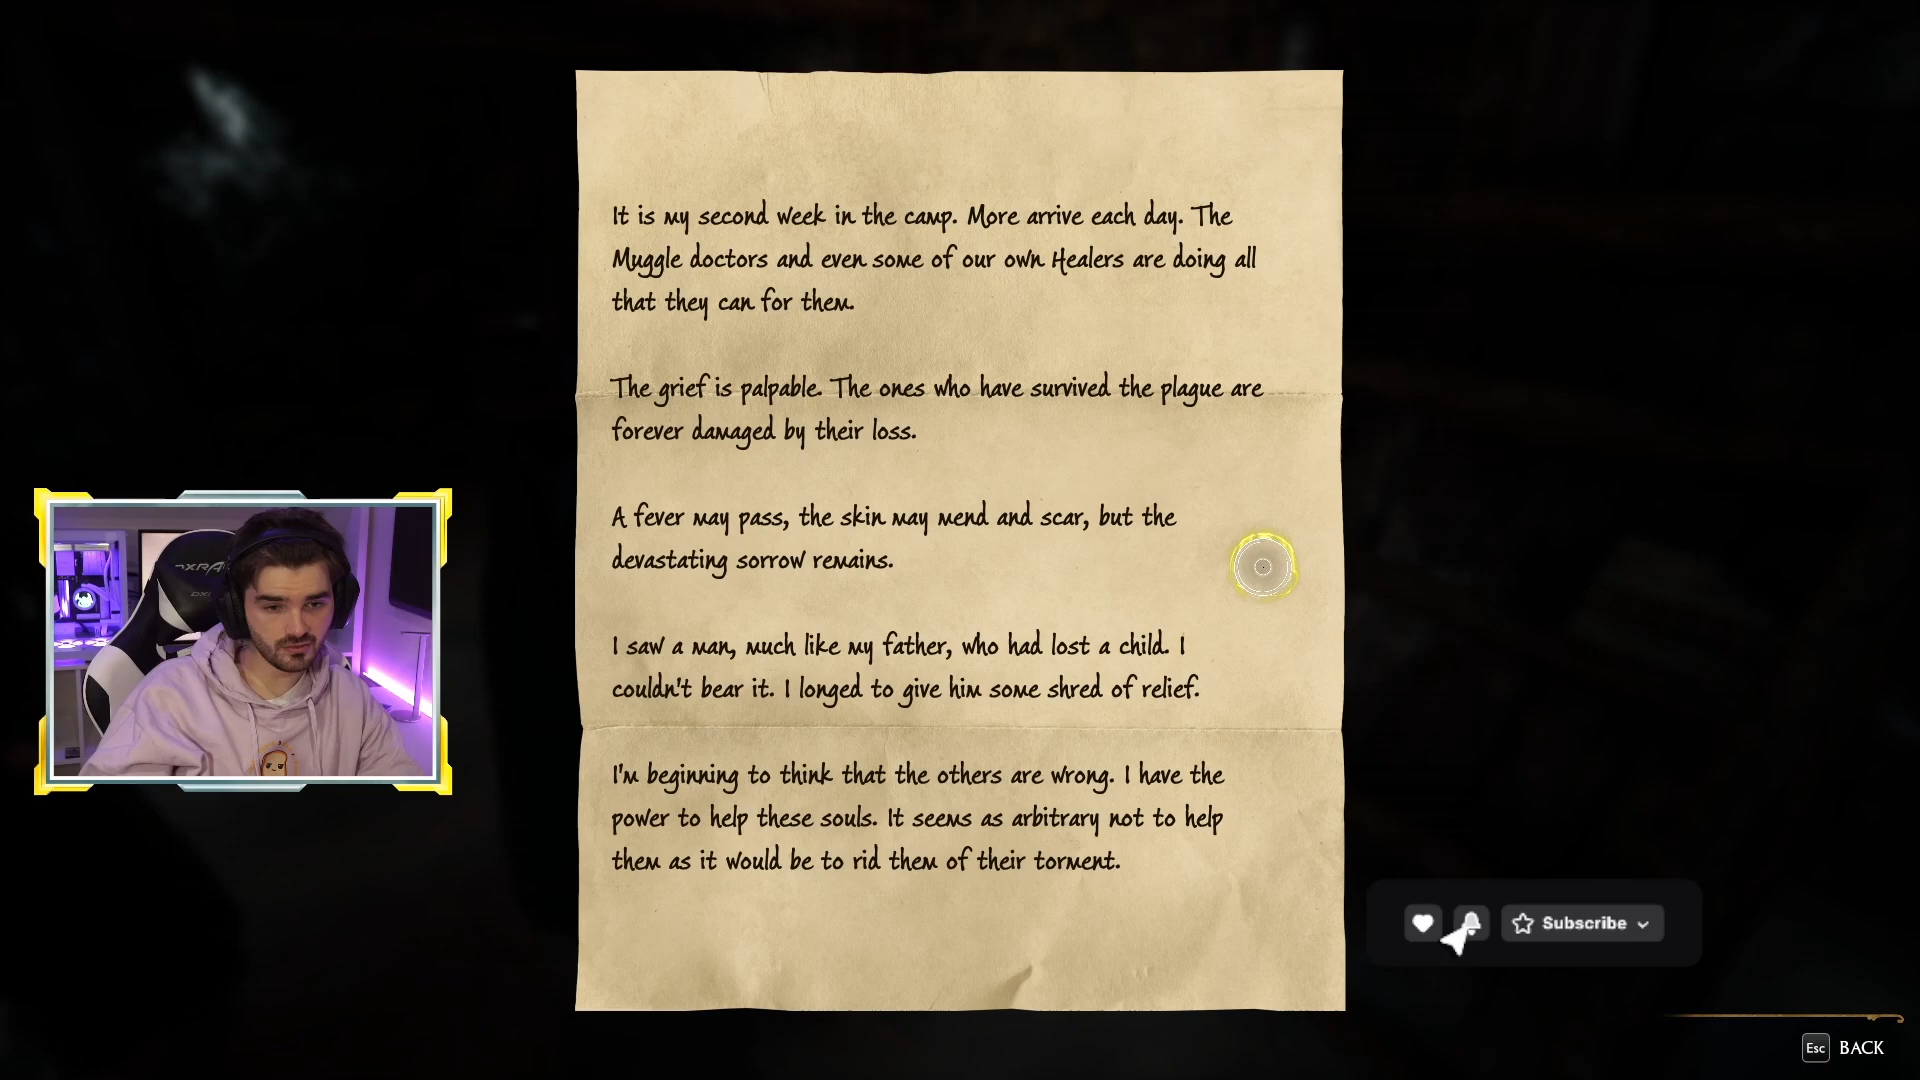 It is my second week in the camp. More arrive each day. The
Muggle doctors and even some of our own Healers are doing all
that they can for them.
The grief is palpable. The ones who have survived the plague are
forever damaged by their loss.
A fever may pass, the skin may mend and scar, but the
devastating sorrow remains.
I saw a man, much like my father, who had lost a child. I
couldn't bear it. I longed to give him some shred of relief.
I'm beginning to think that the others are wrong. I have the
power to help these souls. It seems as arbitrary not to help
them as it would be to rid them of their torment.
Subscribe
Esc BACK